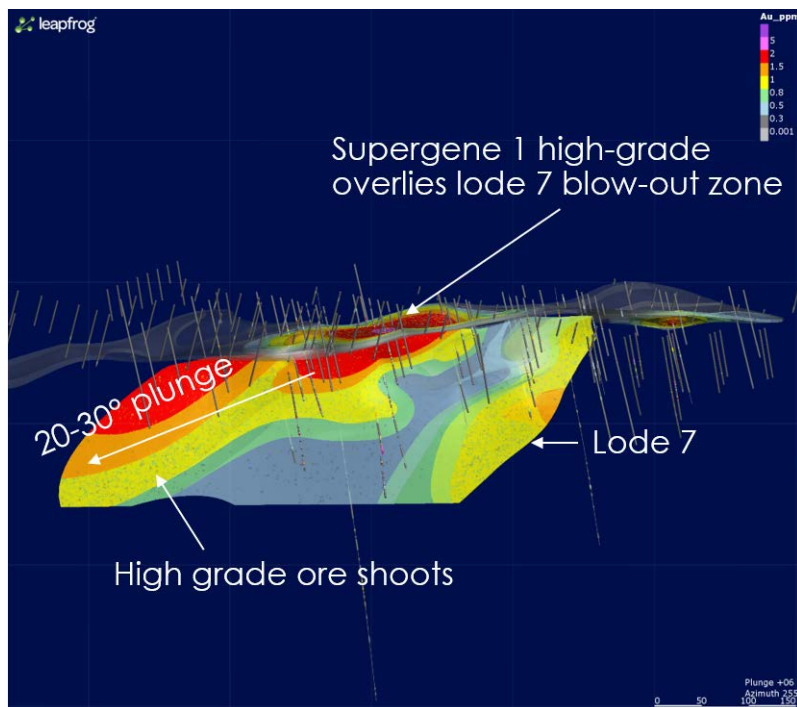 leapfrog
Au_ppm
5
2
1.5
1
0.8
0.5
0.3
0.001
Supergene 1 high-grade
overlies lode 7 blow-out zone
20-30° plunge
Lode 7
High grade ore shoots
Plunge +06
Azimuth 255
0 50 100 150